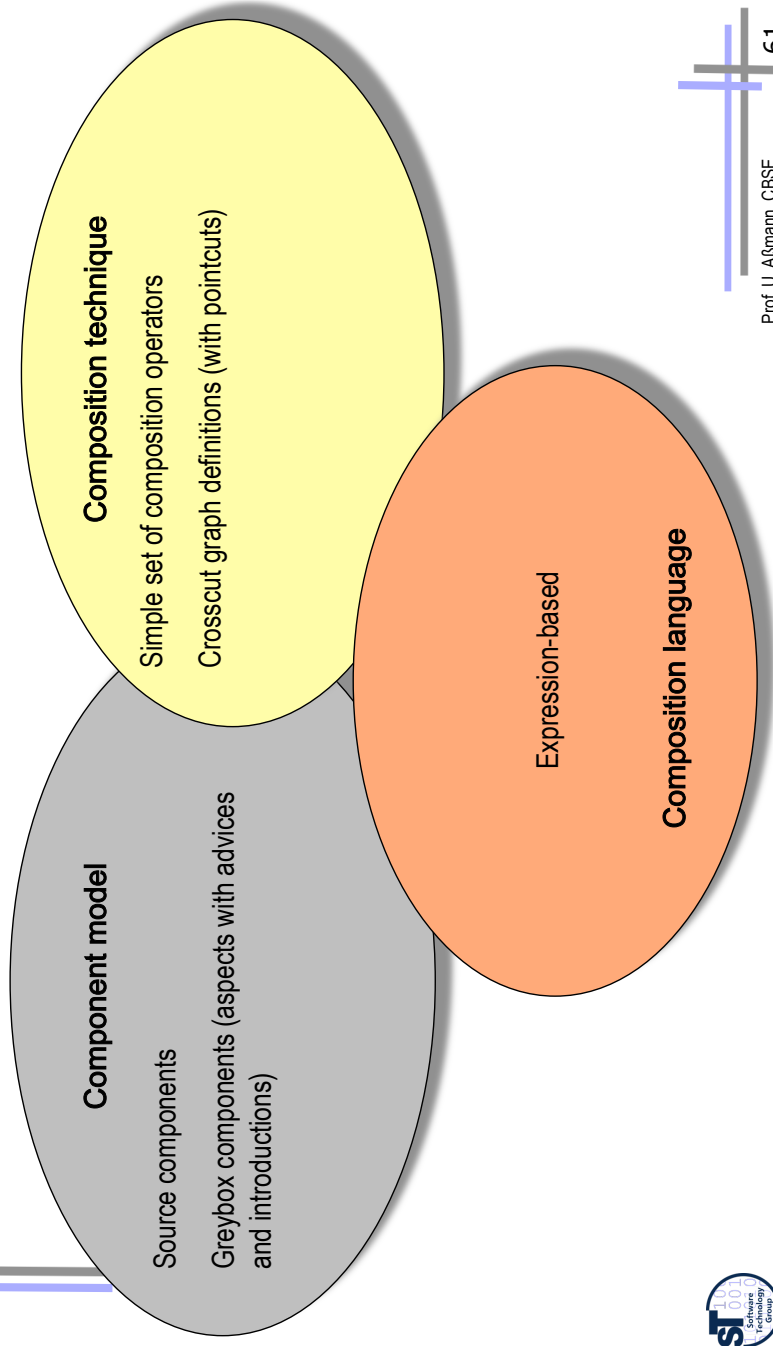 Component model
Source components
Greybox components (aspects with advices
and introductions)
Composition technique
Simple set of composition operators
Crosscut graph definitions (with pointcuts)
Expression-based
Composition language
ST
Software
Technology
Group
Prof. U. Aßmann, CBSE